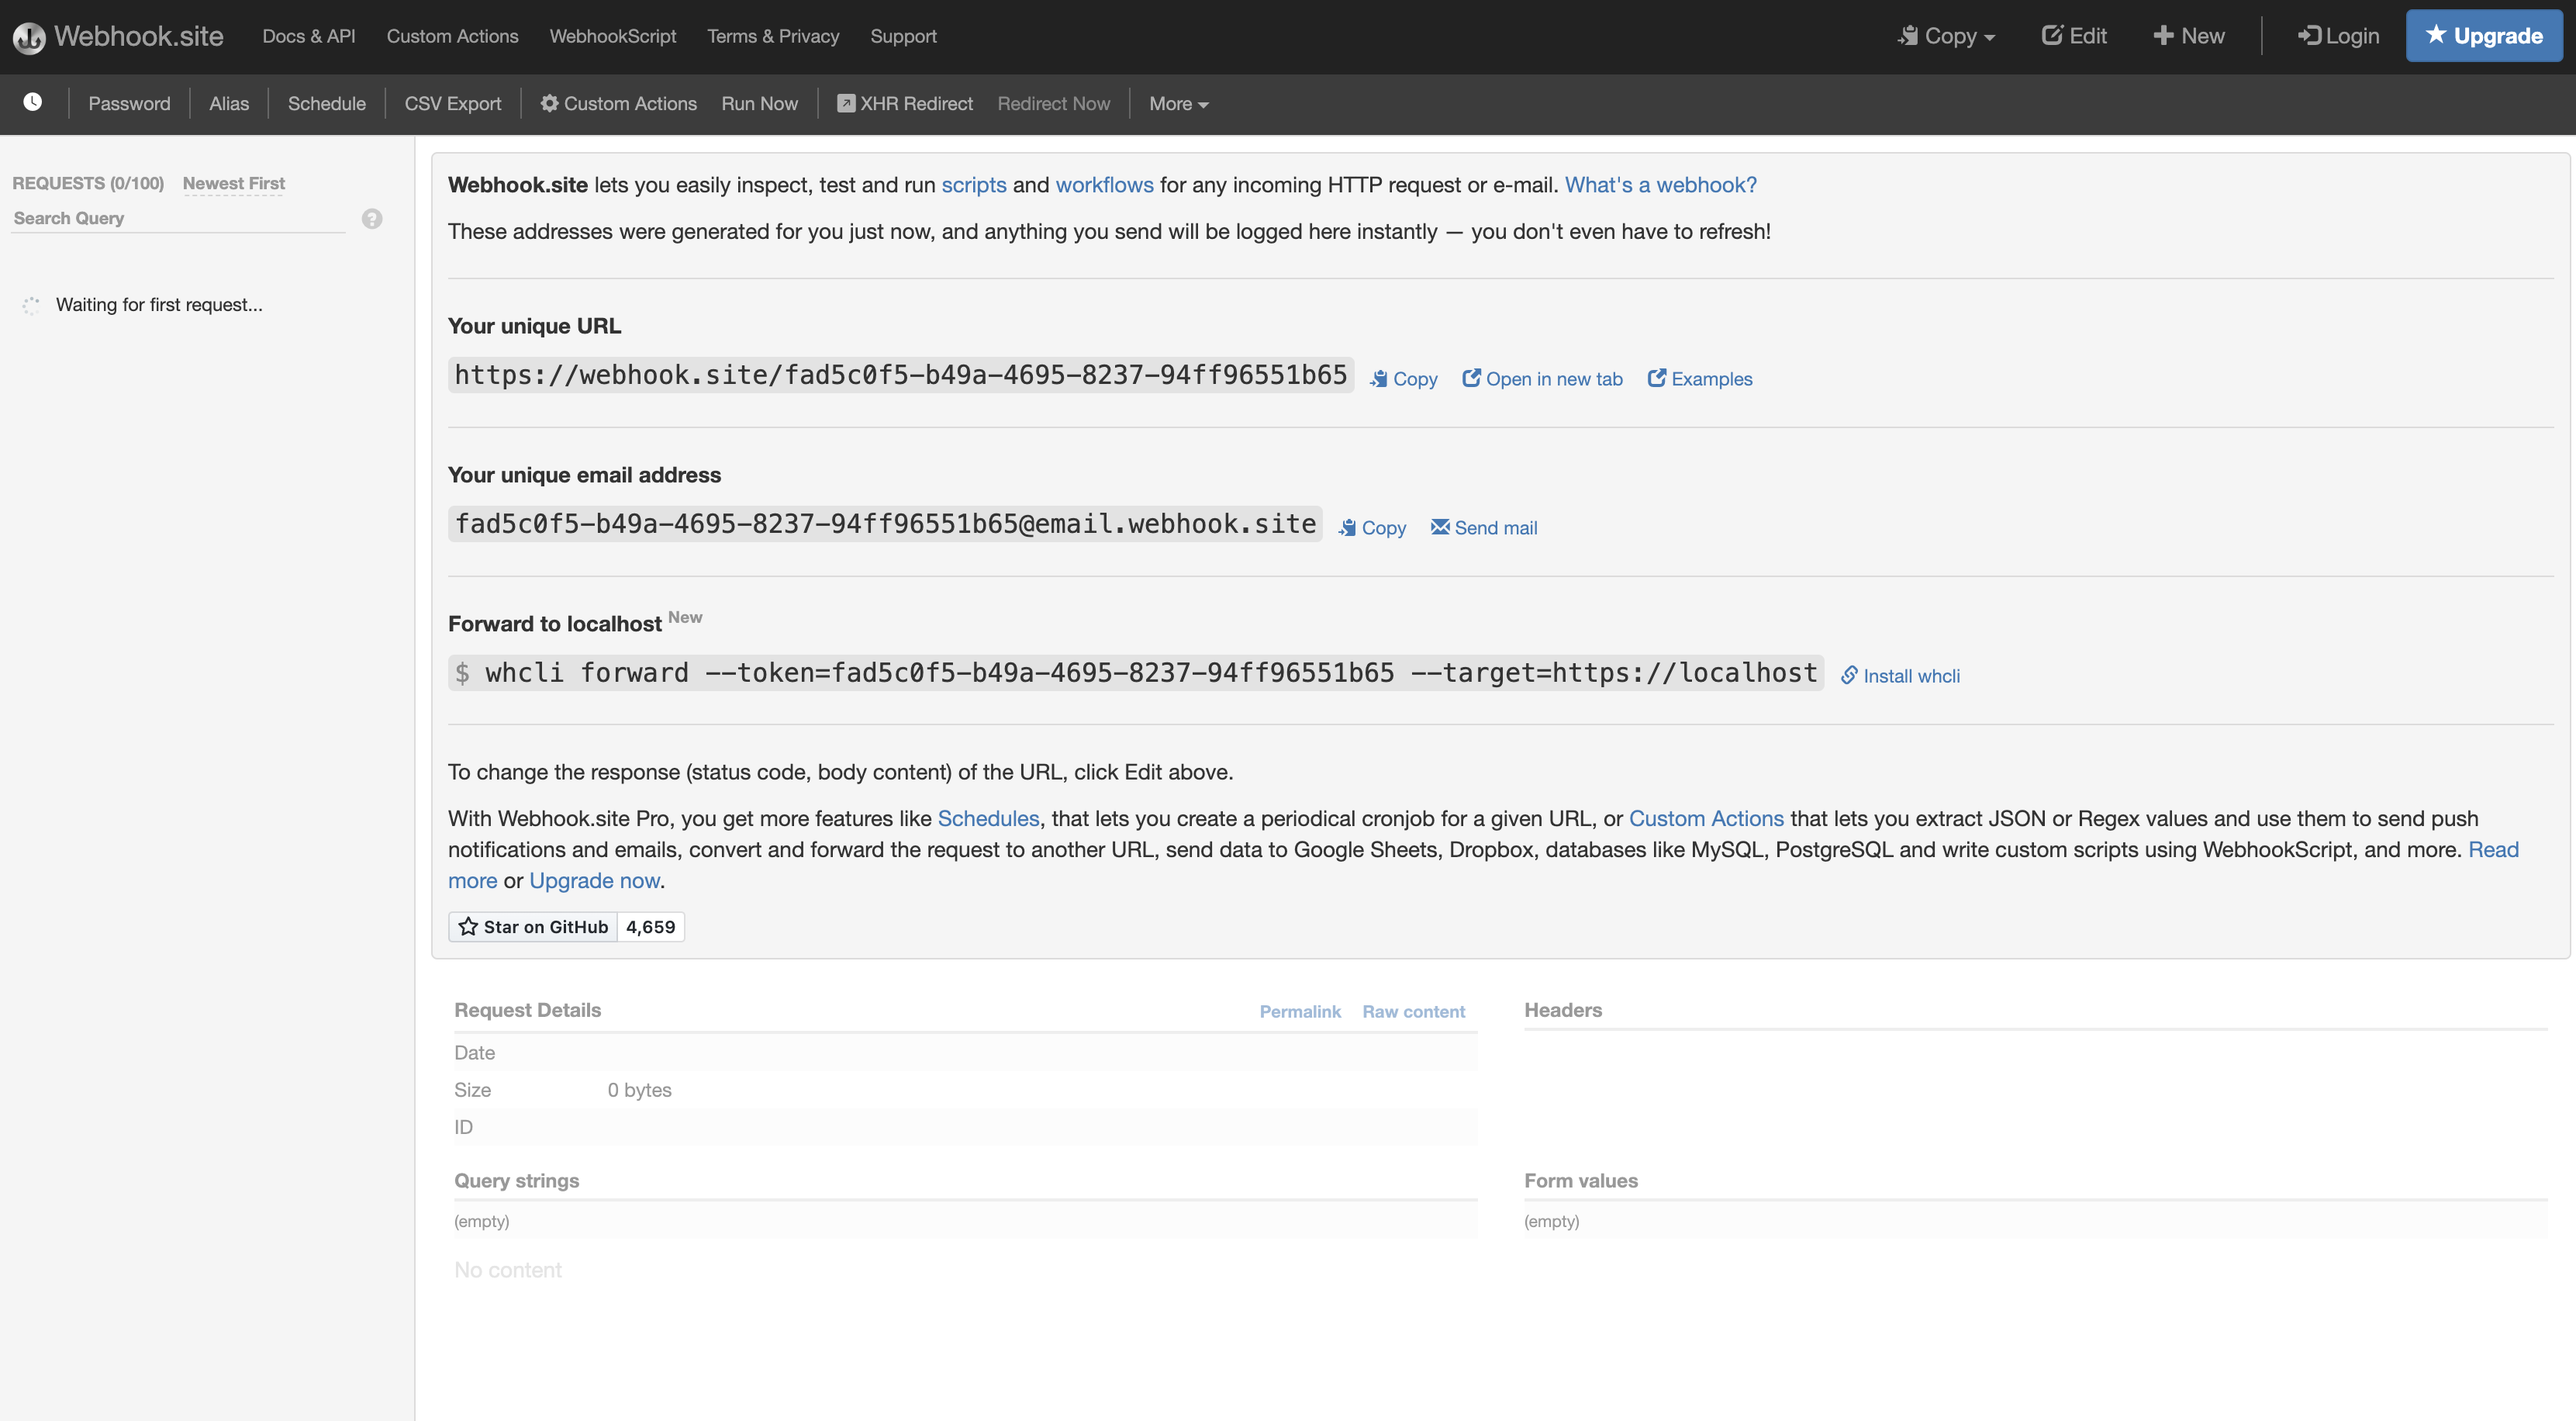 Webhook.site Docs & API Custom Actions WebhookScript Terms & Privacy Support Copy Edit New Login Upgrade
Password Alias Schedule CSV Export Custom Actions Run Now XHR Redirect Redirect Now More
REQUESTS (0/100) Newest First
Search Query ?
Waiting for first request...
Webhook.site lets you easily inspect, test and run scripts and workflows for any incoming HTTP request or e-mail. What's a webhook?
These addresses were generated for you just now, and anything you send will be logged here instantly — you don't even have to refresh!
Your unique URL
https://webhook.site/fad5c0f5-b49a-4695-8237-94ff96551b65 Copy Open in new tab Examples
Your unique email address
fad5c0f5-b49a-4695-8237-94ff96551b65@email.webhook.site Copy Send mail
Forward to localhost New
$ whcli forward --token=fad5c0f5-b49a-4695-8237-94ff96551b65 --target=https://localhost Install whcli
To change the response (status code, body content) of the URL, click Edit above.
With Webhook.site Pro, you get more features like Schedules, that lets you create a periodical cronjob for a given URL, or Custom Actions that lets you extract JSON or Regex values and use them to send push
notifications and emails, convert and forward the request to another URL, send data to Google Sheets, Dropbox, databases like MySQL, PostgreSQL and write custom scripts using WebhookScript, and more. Read
more or Upgrade now.
Star on GitHub 4,659
Request Details Permalink Raw content
Date
Size 0 bytes
ID
Headers
Query strings
(empty)
Form values
(empty)
No content